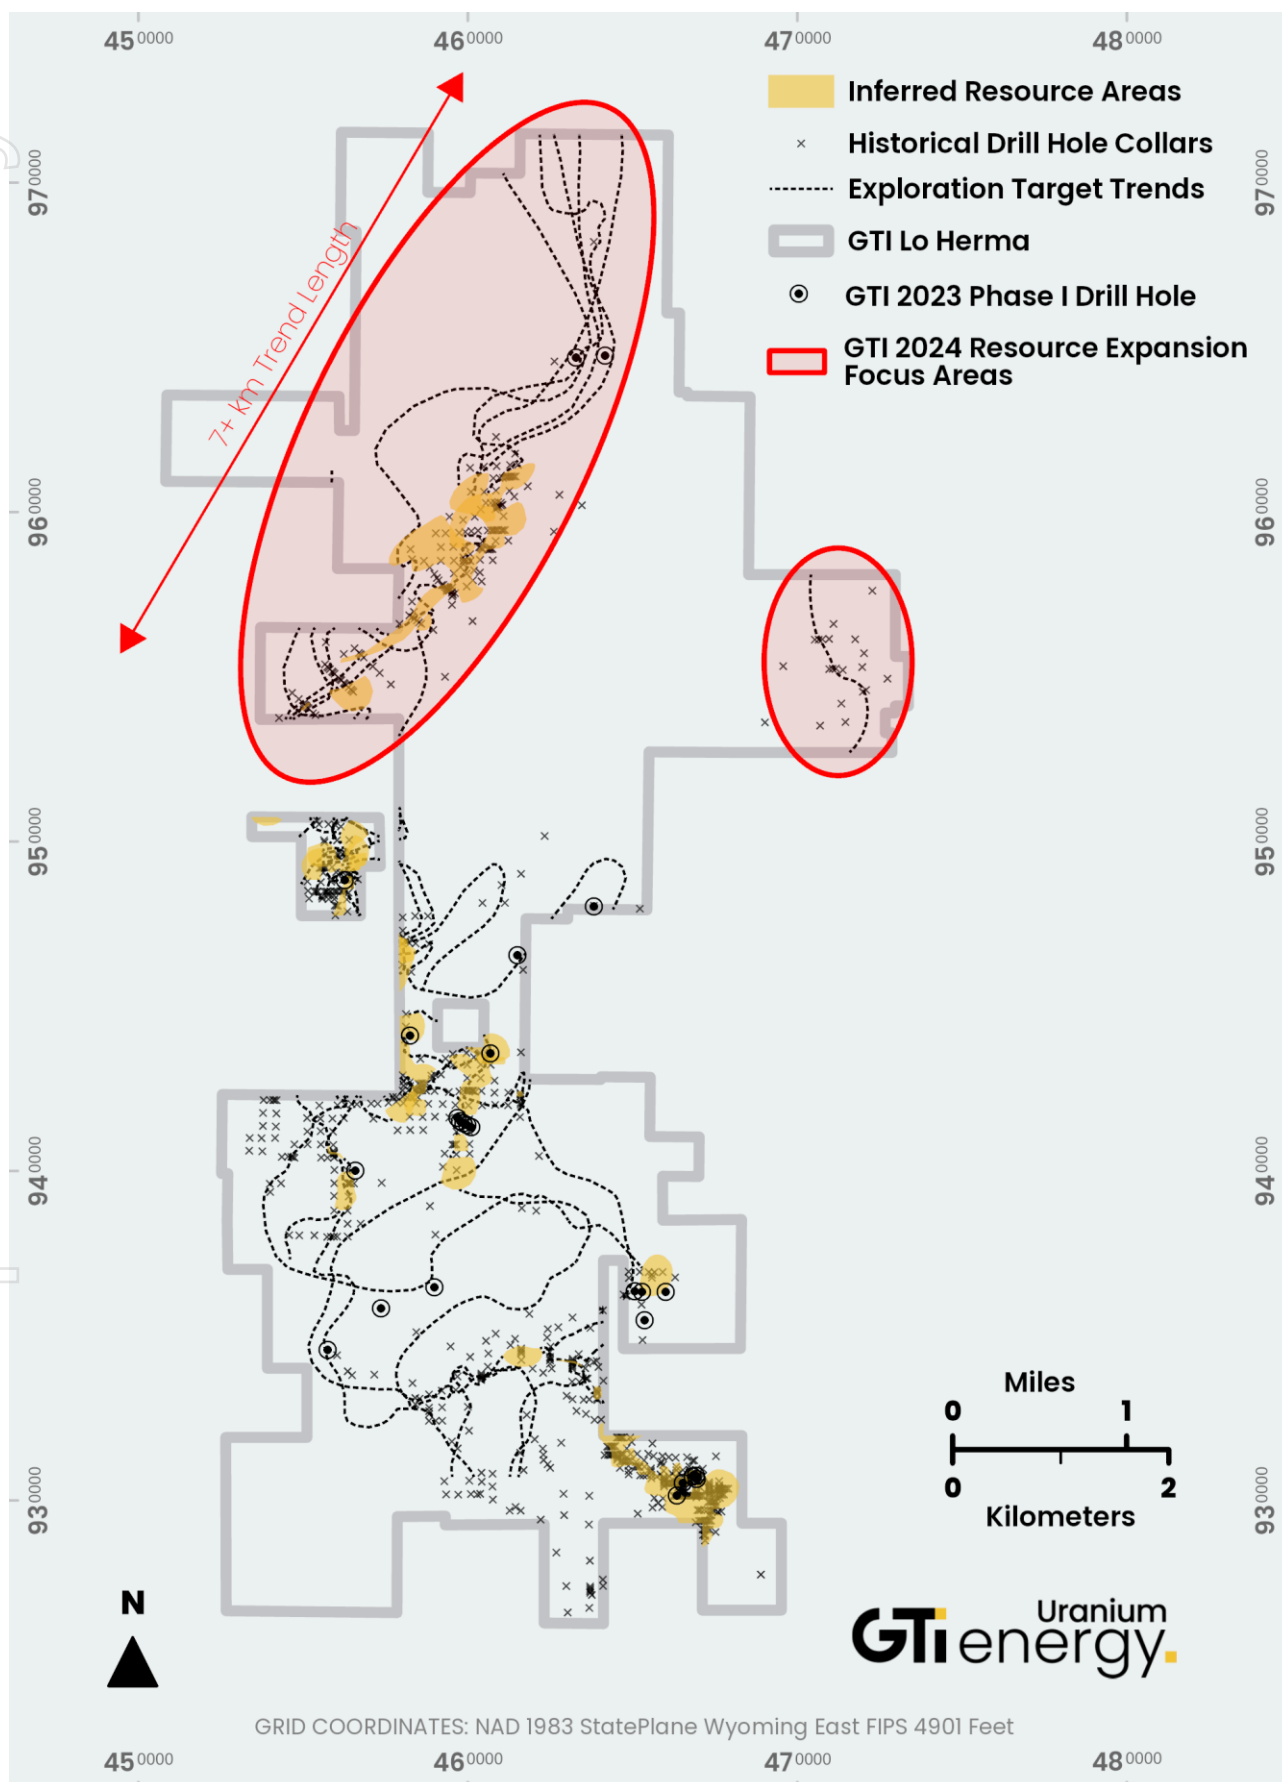 450000 460000 470000 480000
Inferred Resource Areas
Historical Drill Hole Collars
Exploration Target Trends
GTI Lo Herma
GTI 2023 Phase I Drill Hole
GTI 2024 Resource Expansion
Focus Areas
7+ km Trend Length
970000 970000
960000 960000
950000 950000
940000 940000
930000 930000
Miles
0 1
0 2
Kilometers
N
GTi Uranium
energy.
GRID COORDINATES: NAD 1983 StatePlane Wyoming East FIPS 4901 Feet
450000 460000 470000 480000